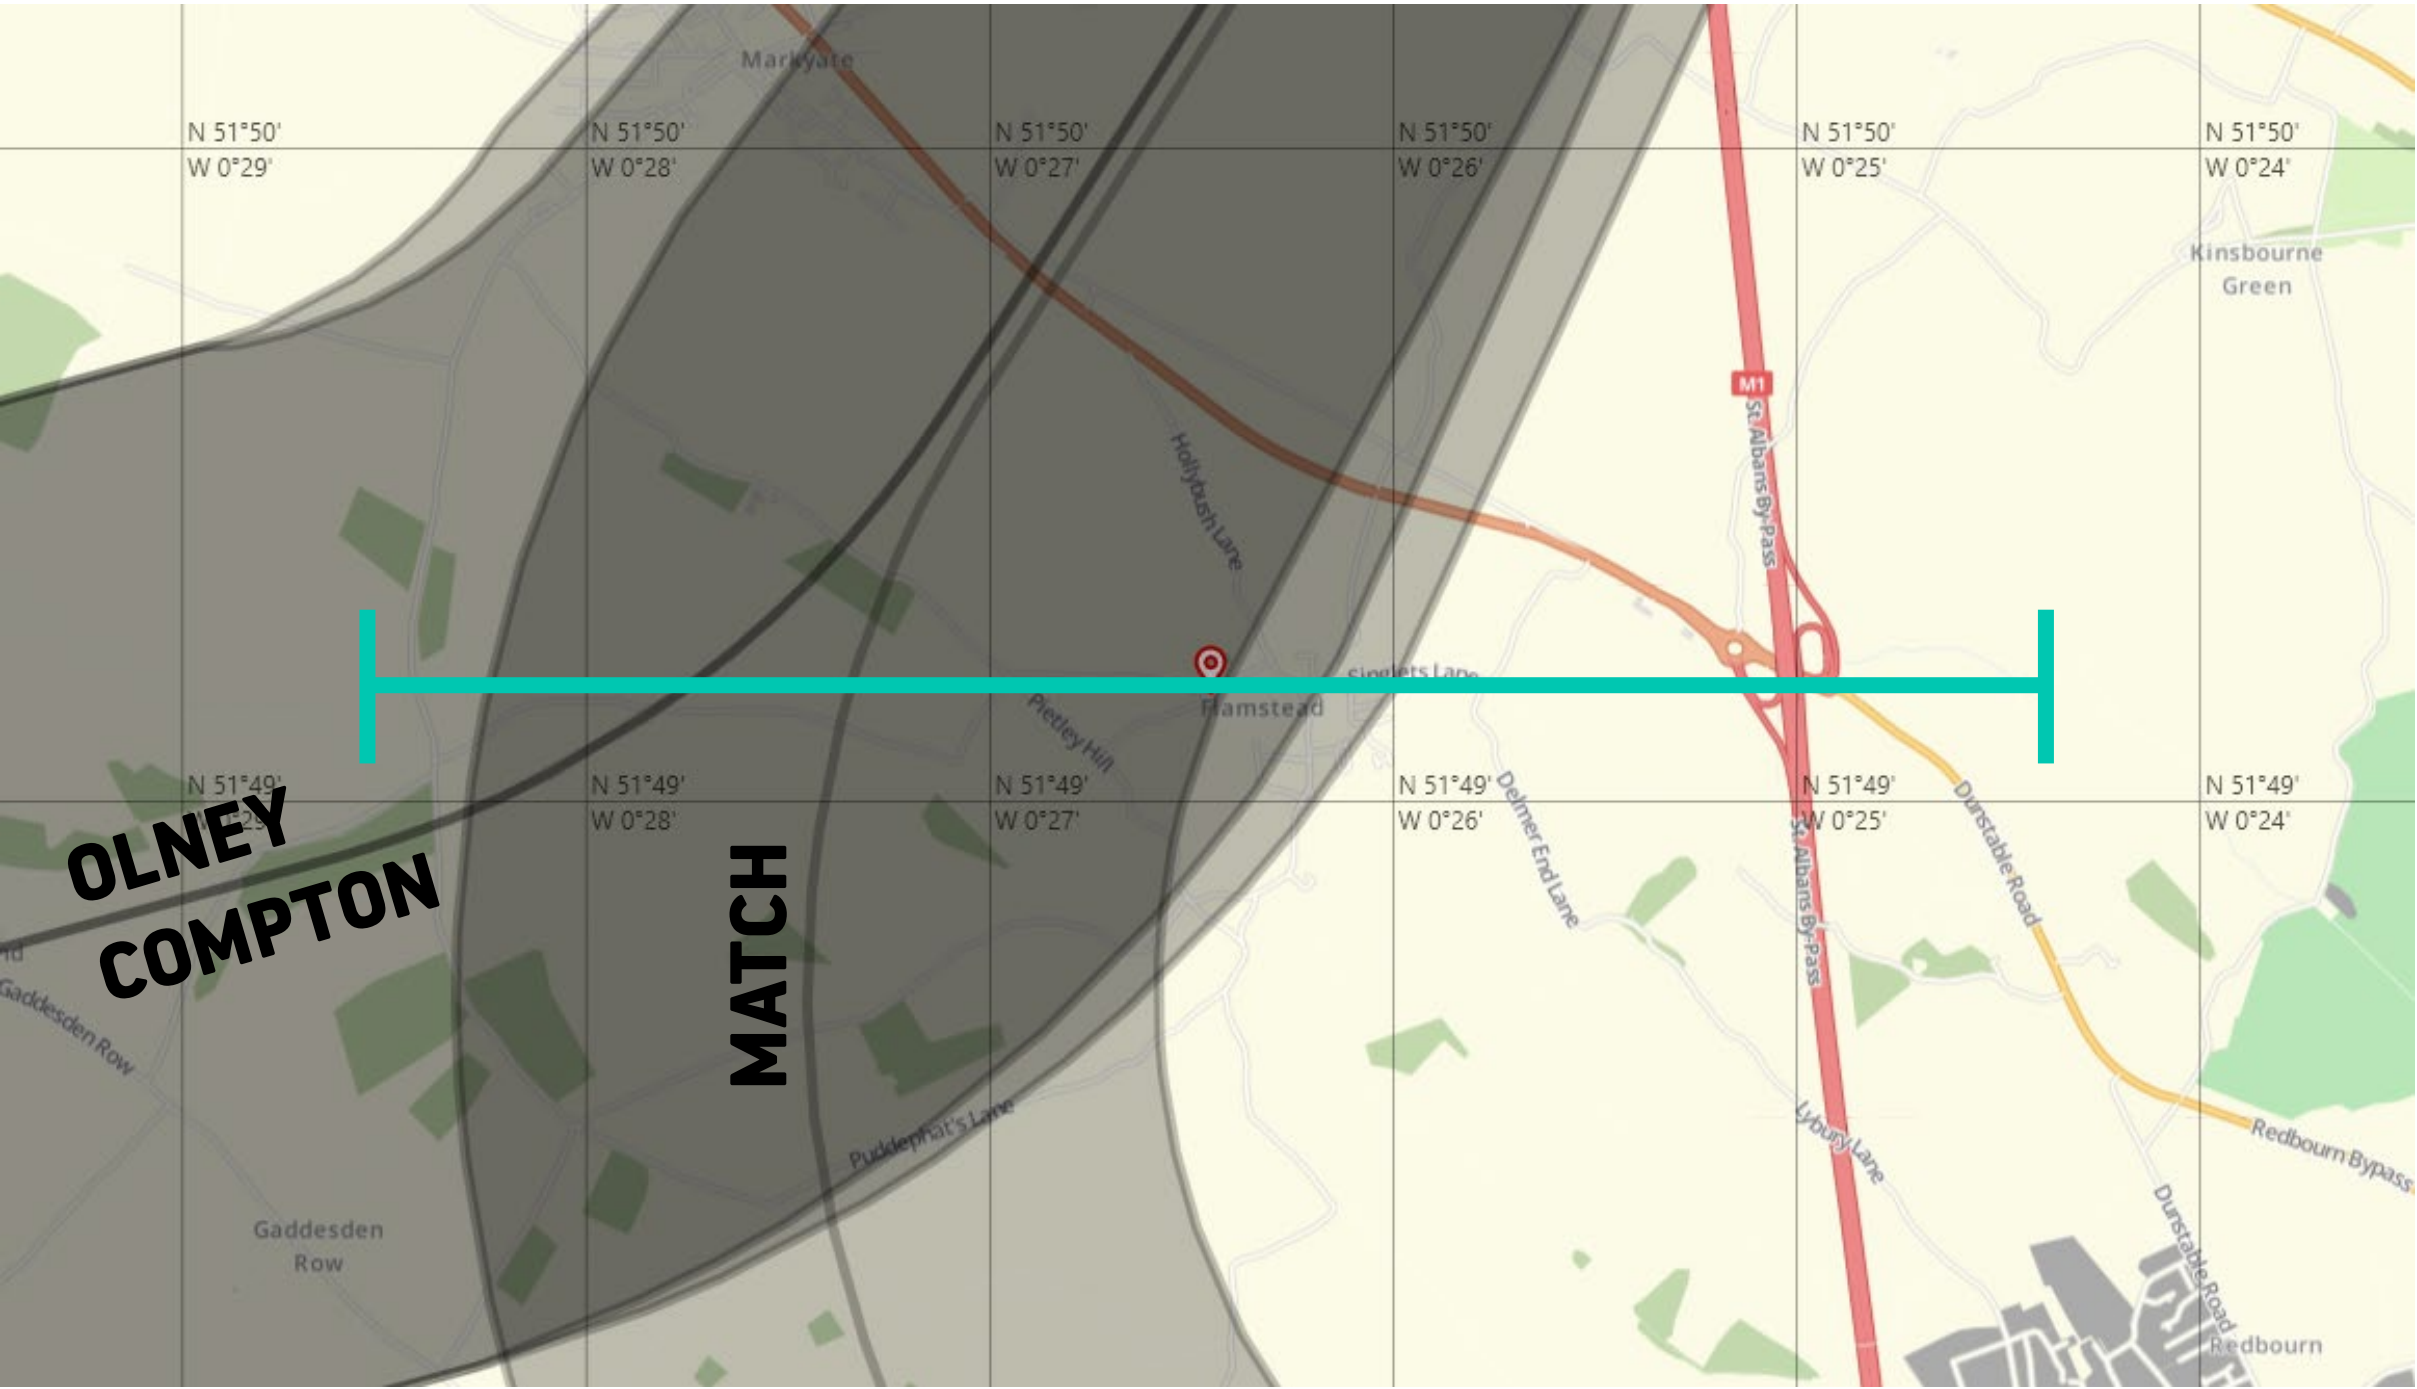 Markyate
N 51°50'
W 0°29'
N 51°50'
W 0°28'
N 51°50'
W 0°27'
N 51°50'
W 0°26'
N 51°50'
W 0°25'
N 51°50'
W 0°24'
Kinsbourne
Green
M1
St. Albans By-Pass
Hollybush Lane
Singlets Lane
Flamstead
Pietley Hill
N 51°49'
W 0°29'
N 51°49'
W 0°28'
N 51°49'
W 0°27'
N 51°49'
W 0°26'
N 51°49'
W 0°25'
N 51°49'
W 0°24'
Delmer End Lane
Dunstable Road
St. Albans By-Pass
OLNEY
COMPTON
MATCH
Gaddesden Row
Puddephat's Lane
Lybury Lane
Redbourn Bypass
Dunstable Road
Gaddesden
Row
Redbourn